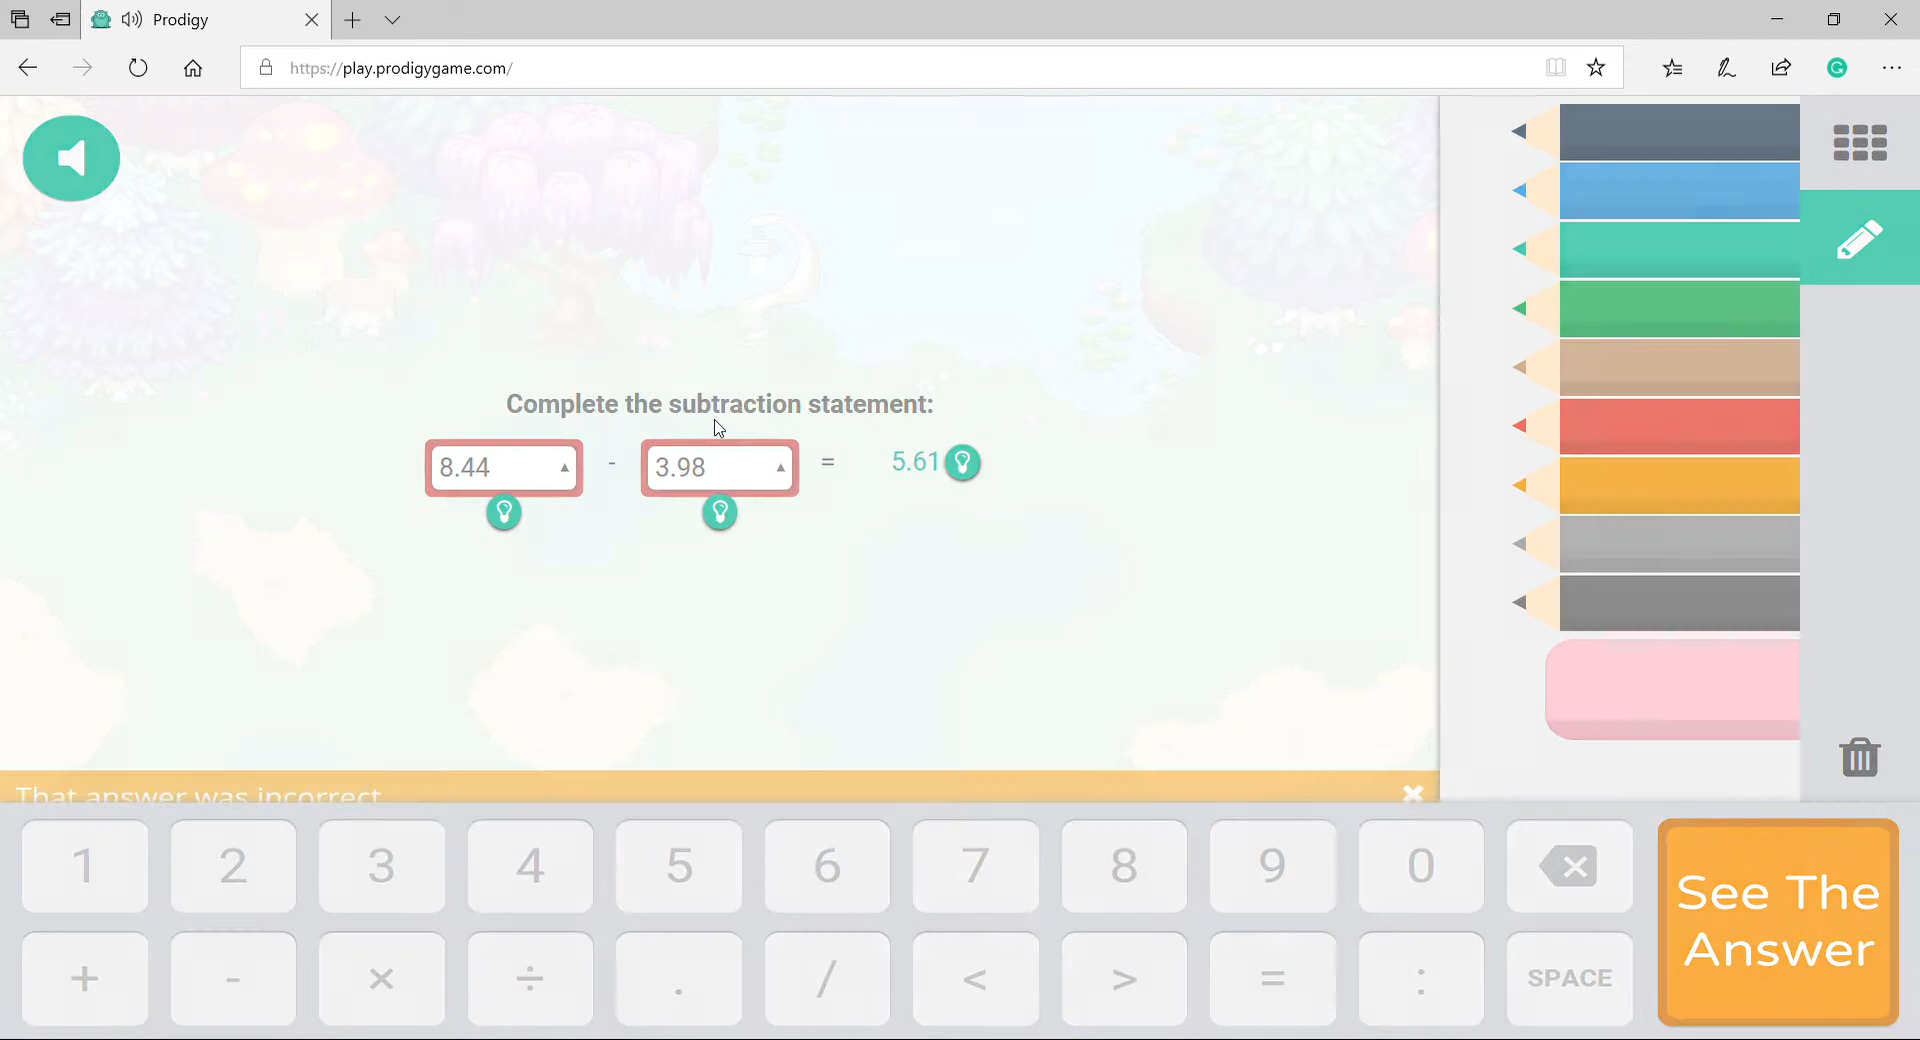 Prodigy
https://play.prodigygame.com/
Complete the subtraction statement:
8.44 - 3.98 = 5.61
That answer was incorrect
1 2 3 4 5 6 7 8 9 0
See The
Answer
+ - × ÷ . / < > = : SPACE